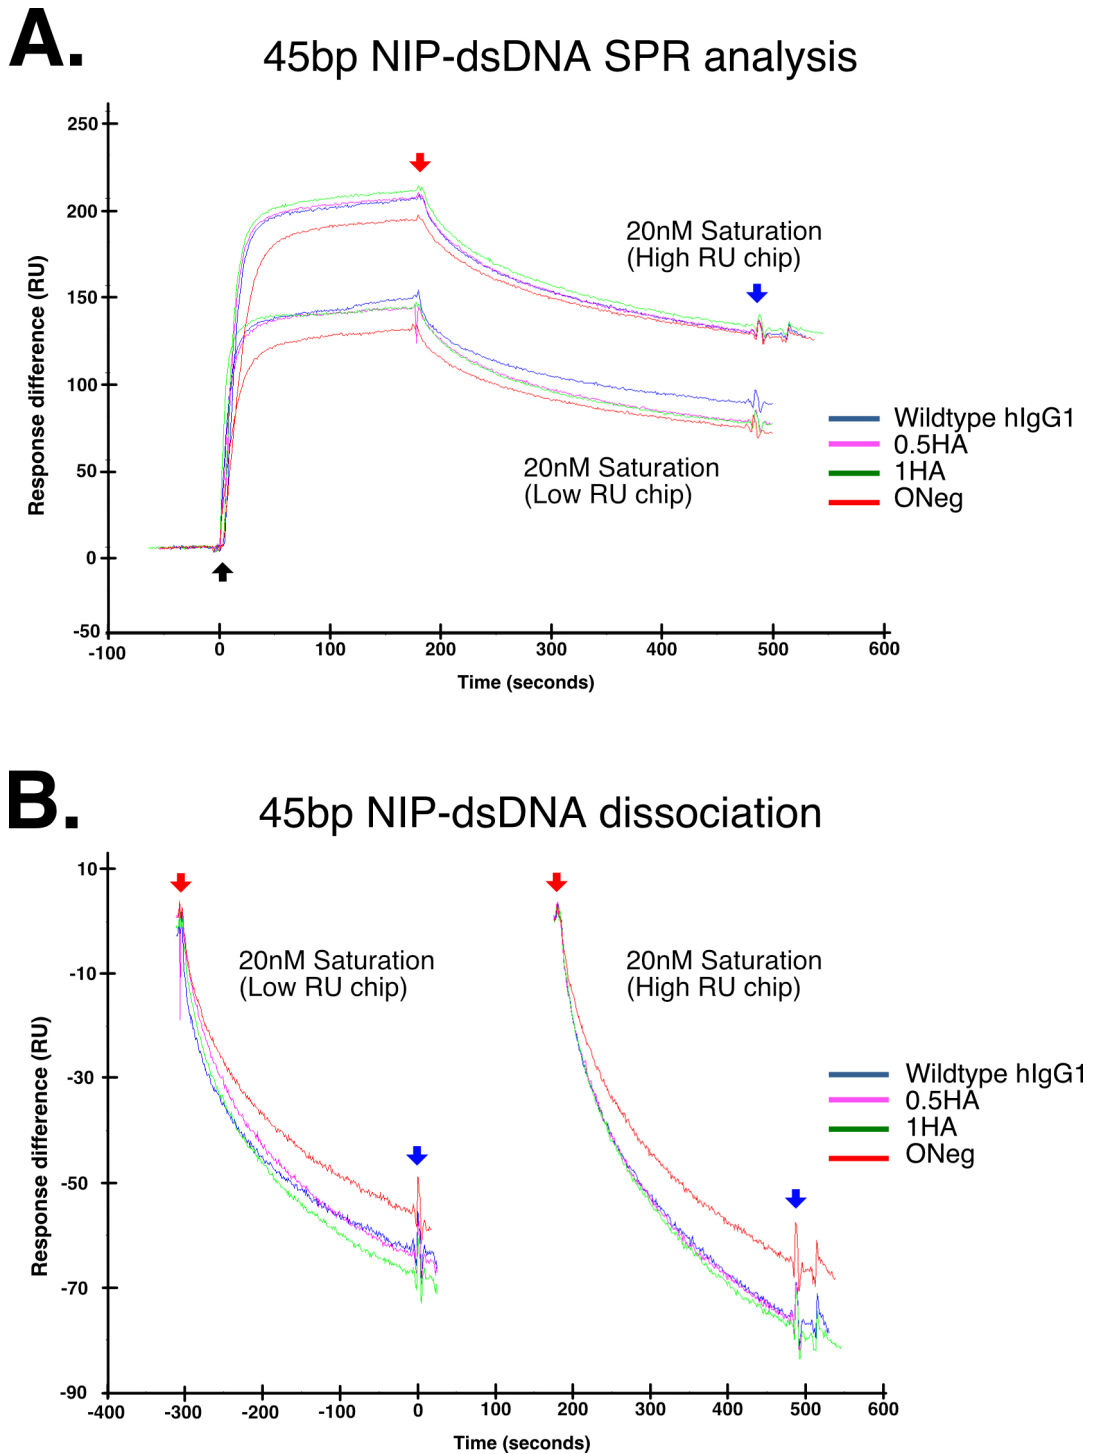 A.
45bp NIP-dsDNA SPR analysis
250
200
150
100
50
0
-50
Response difference (RU)
20nM Saturation
(High RU chip)
20nM Saturation
(Low RU chip)
Wildtype hIgG1
0.5HA
1HA
ONeg
-100
0
100
200
300
400
500
600
Time (seconds)
B.
45bp NIP-dsDNA dissociation
10
-10
-30
-50
-70
-90
Response difference (RU)
20nM Saturation
(Low RU chip)
20nM Saturation
(High RU chip)
Wildtype hIgG1
0.5HA
1HA
ONeg
-400
-300
-200
-100
0
100
200
300
400
500
600
Time (seconds)